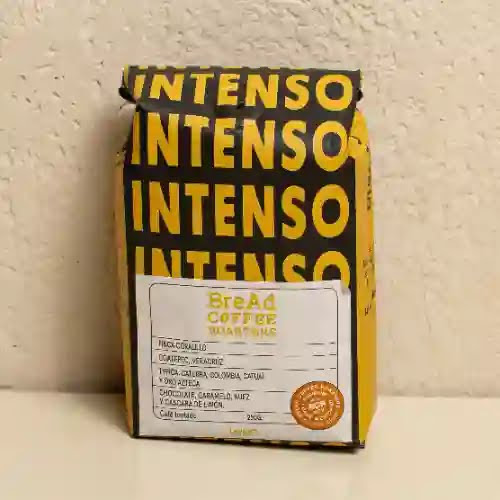 INTENSO
INTENSO
INTENSO
INTENSO
BreAd
COFFEE
ROASTERS
FINCA CORALILLO
COATEPEC, VERACRUZ
TYPICA, CATURRA, COLOMBIA, CATUAI
Y ORO AZTECA
CHOCOLATE, CARAMELO, NUEZ
Y CASCARA DE LIMÓN.
Café tostado
250G.